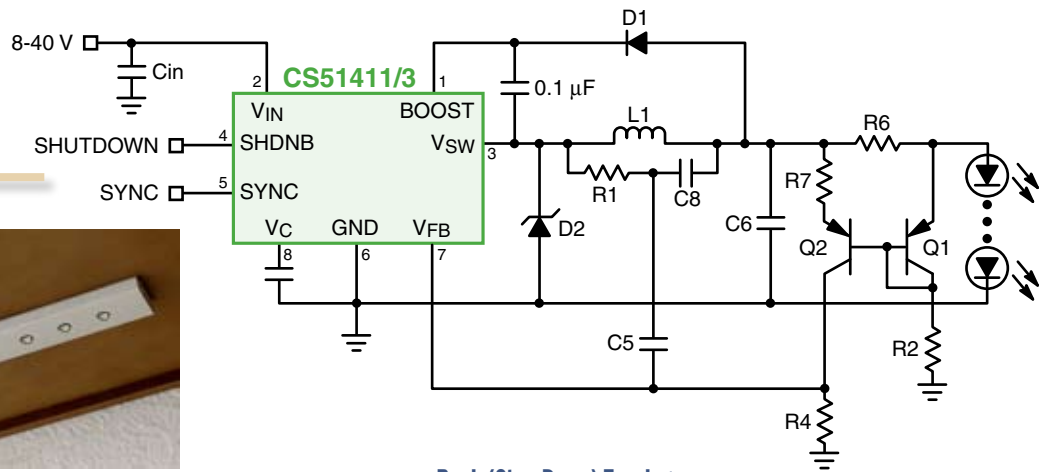 8-40 V
Cin
CS51411/3
2
1
VIN
BOOST
D1
0.1 µF
SHUTDOWN
4
SHDNB
VSW
3
L1
R6
SYNC
5
SYNC
R1
C8
R7
VC
GND
VFB
D2
C6
Q2
Q1
8
6
7
C5
R2
R4